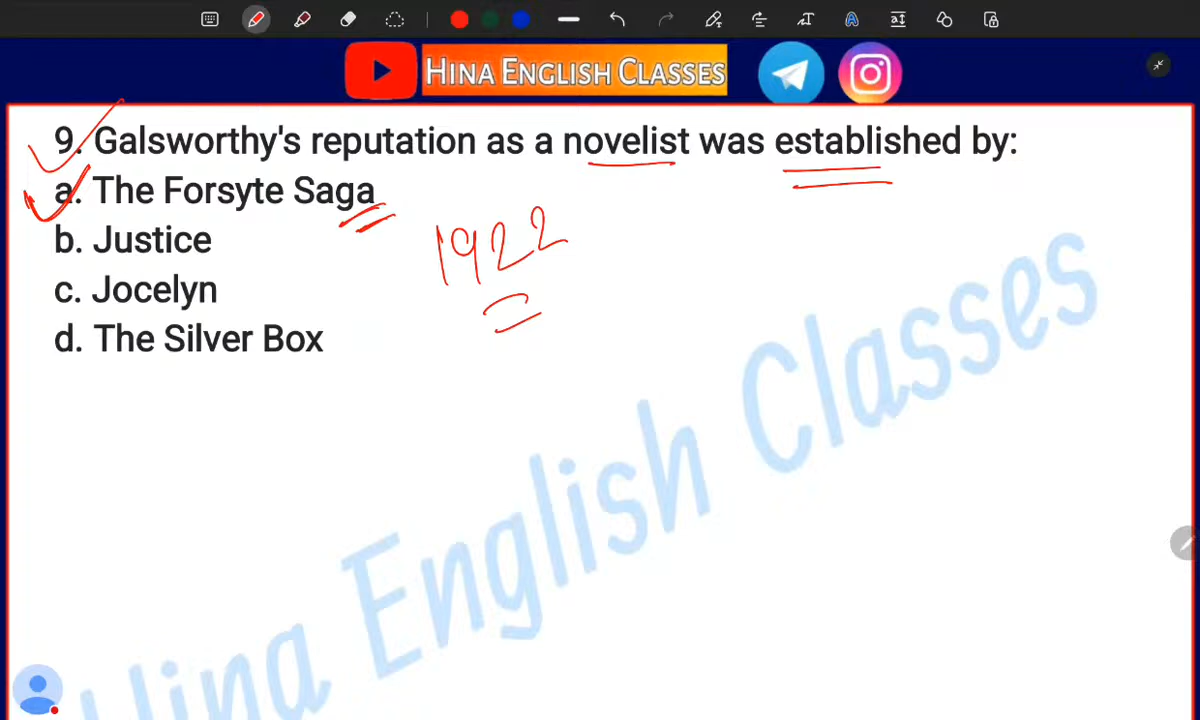 HINA ENGLISH CLASSES
9. Galsworthy's reputation as a novelist was established by:
a. The Forsyte Saga
b. Justice
1922
c. Jocelyn
d. The Silver Box
Hina English Classes